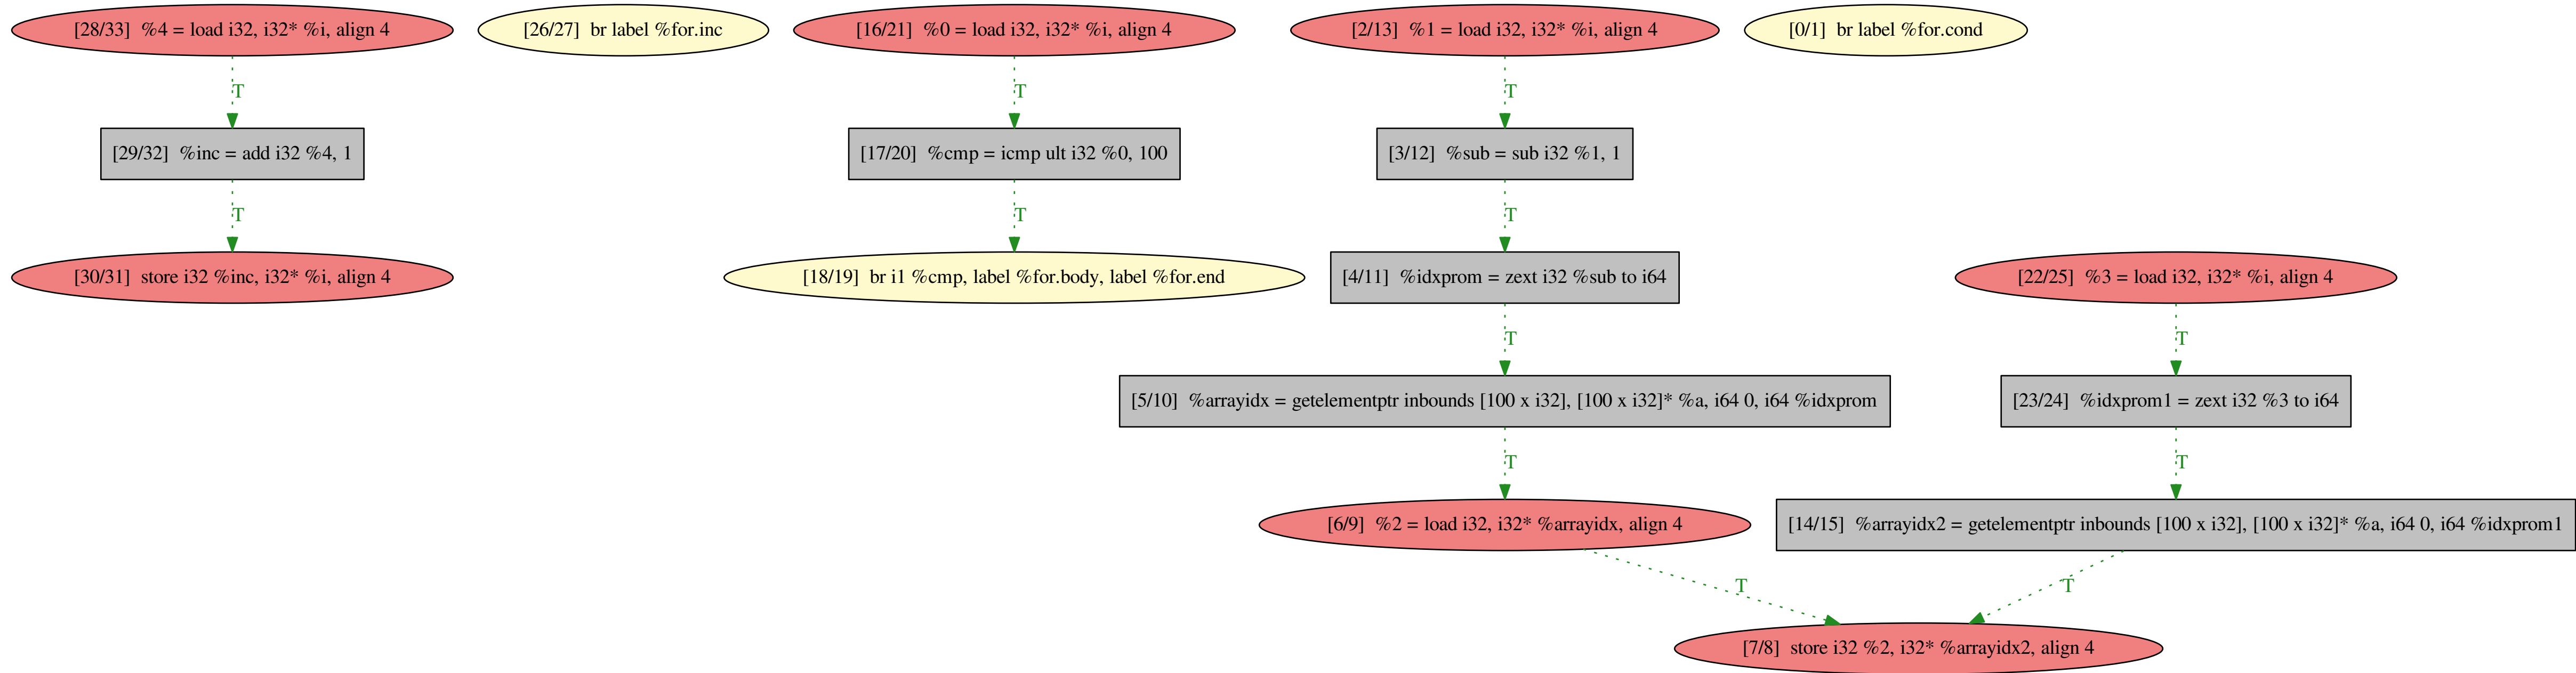 [28/33]  %4 = load i32, i32* %i, align 4
[26/27]  br label %for.inc
[16/21]  %0 = load i32, i32* %i, align 4
[2/13]  %1 = load i32, i32* %i, align 4
[0/1]  br label %for.cond
T
T
T
[29/32]  %inc = add i32 %4, 1
[17/20]  %cmp = icmp ult i32 %0, 100
[3/12]  %sub = sub i32 %1, 1
T
T
T
[30/31]  store i32 %inc, i32* %i, align 4
[18/19]  br i1 %cmp, label %for.body, label %for.end
[4/11]  %idxprom = zext i32 %sub to i64
[22/25]  %3 = load i32, i32* %i, align 4
T
T
[5/10]  %arrayidx = getelementptr inbounds [100 x i32], [100 x i32]* %a, i64 0, i64 %idxprom
[23/24]  %idxprom1 = zext i32 %3 to i64
T
T
[6/9]  %2 = load i32, i32* %arrayidx, align 4
[14/15]  %arrayidx2 = getelementptr inbounds [100 x i32], [100 x i32]* %a, i64 0, i64 %idxprom1
T
T
[7/8]  store i32 %2, i32* %arrayidx2, align 4